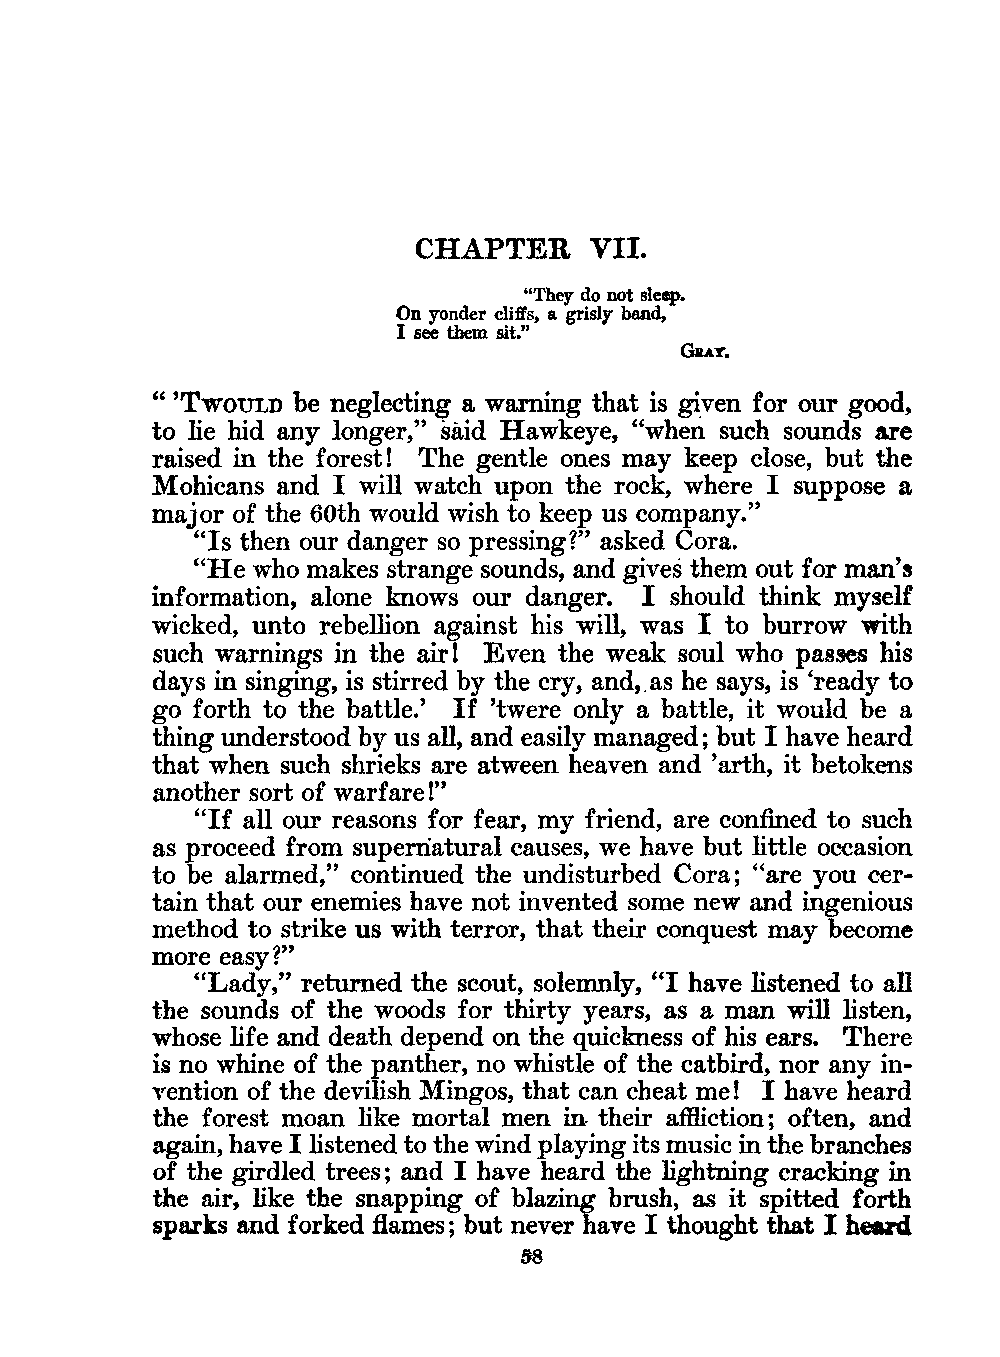 CHAPTER VII.
“They do not sleep.
On yonder cliffs, a grisly band,
I see them sit.”
GRAY.
“ ’TWOULD be neglecting a warning that is given for our good,
to lie hid any longer,” said Hawkeye, “when such sounds are
raised in the forest! The gentle ones may keep close, but the
Mohicans and I will watch upon the rock, where I suppose a
major of the 60th would wish to keep us company.”
“Is then our danger so pressing?” asked Cora.
“He who makes strange sounds, and gives them out for man’s
information, alone knows our danger. I should think myself
wicked, unto rebellion against his will, was I to burrow with
such warnings in the air! Even the weak soul who passes his
days in singing, is stirred by the cry, and, as he says, is ‘ready to
go forth to the battle.’ If ’twere only a battle, it would be a
thing understood by us all, and easily managed; but I have heard
that when such shrieks are atween heaven and ’arth, it betokens
another sort of warfare!”
“If all our reasons for fear, my friend, are confined to such
as proceed from supernatural causes, we have but little occasion
to be alarmed,” continued the undisturbed Cora; “are you cer-
tain that our enemies have not invented some new and ingenious
method to strike us with terror, that their conquest may become
more easy?”
“Lady,” returned the scout, solemnly, “I have listened to all
the sounds of the woods for thirty years, as a man will listen,
whose life and death depend on the quickness of his ears. There
is no whine of the panther, no whistle of the catbird, nor any in-
vention of the devilish Mingos, that can cheat me! I have heard
the forest moan like mortal men in their affliction; often, and
again, have I listened to the wind playing its music in the branches
of the girdled trees; and I have heard the lightning cracking in
the air, like the snapping of blazing brush, as it spitted forth
sparks and forked flames; but never have I thought that I heard
58